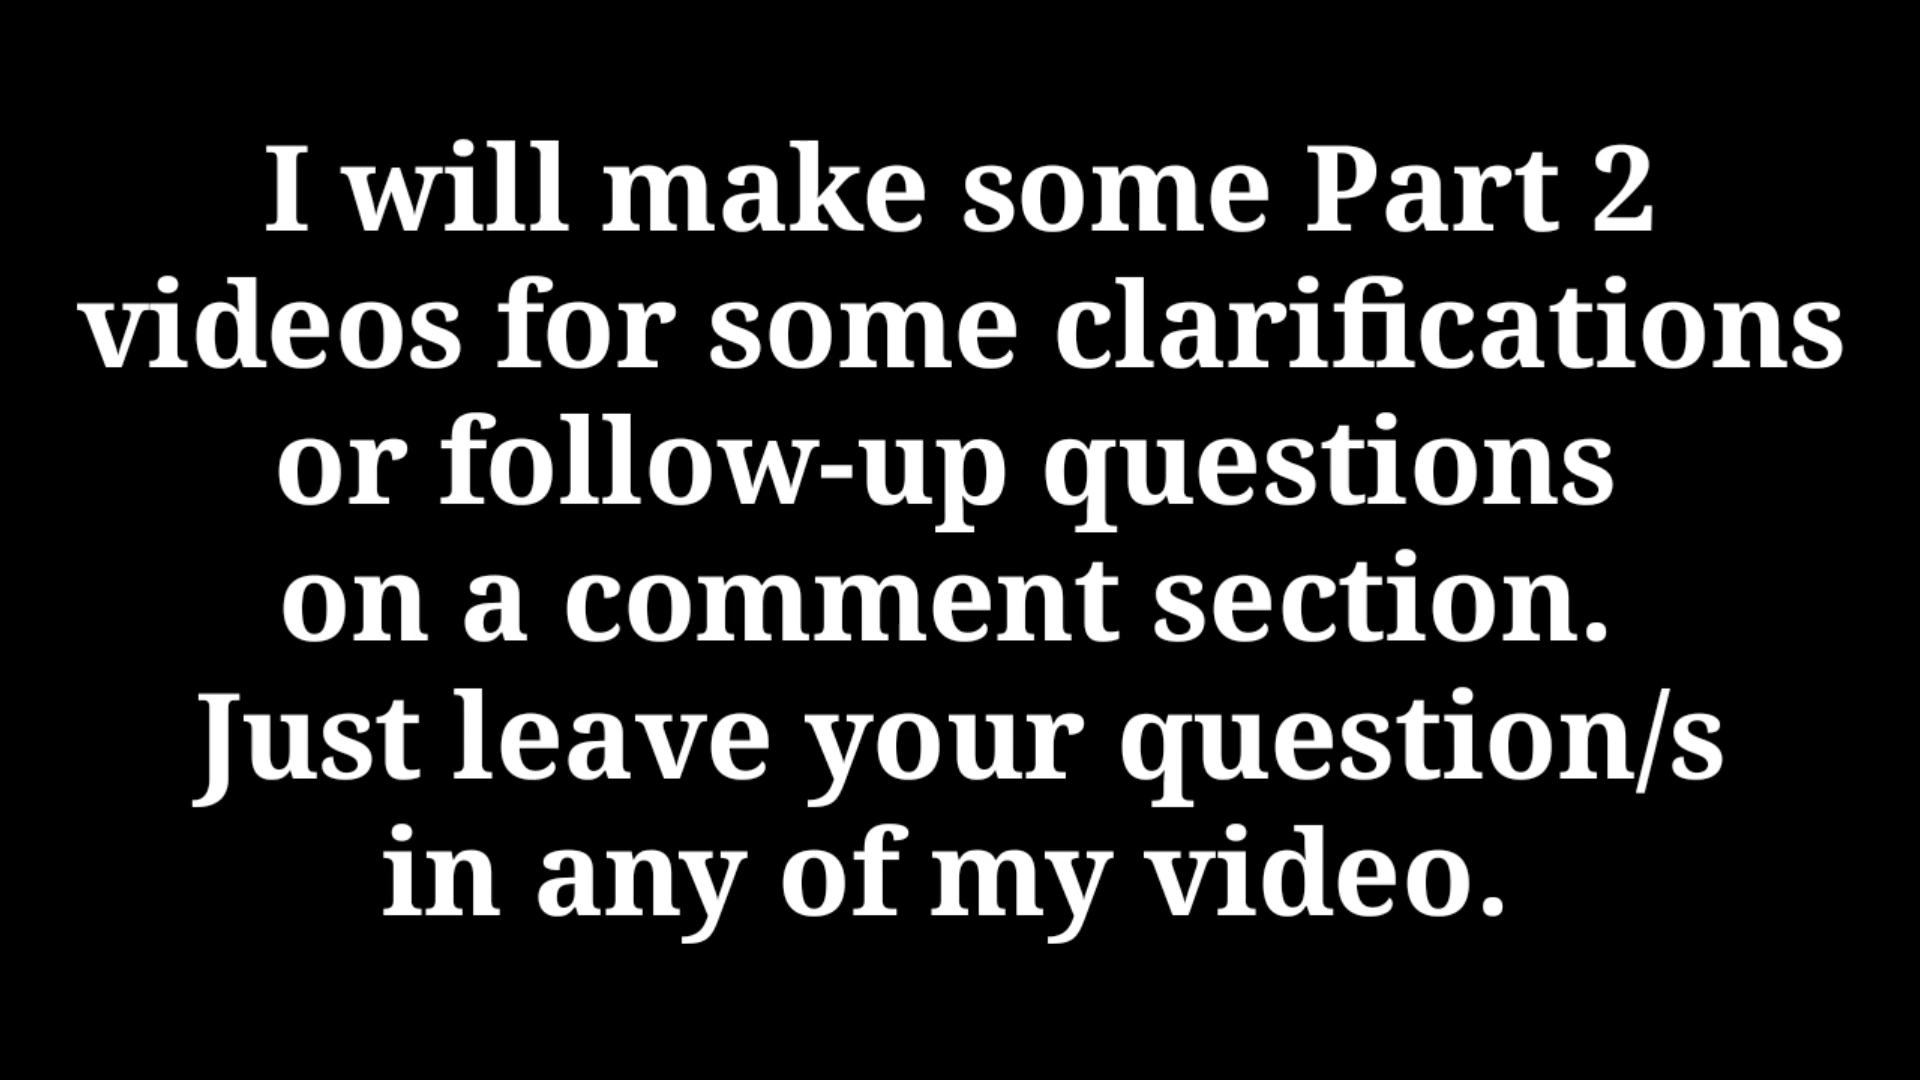 I will make some Part 2
videos for some clarifications
or follow-up questions
on a comment section.
Just leave your question/s
in any of my video.